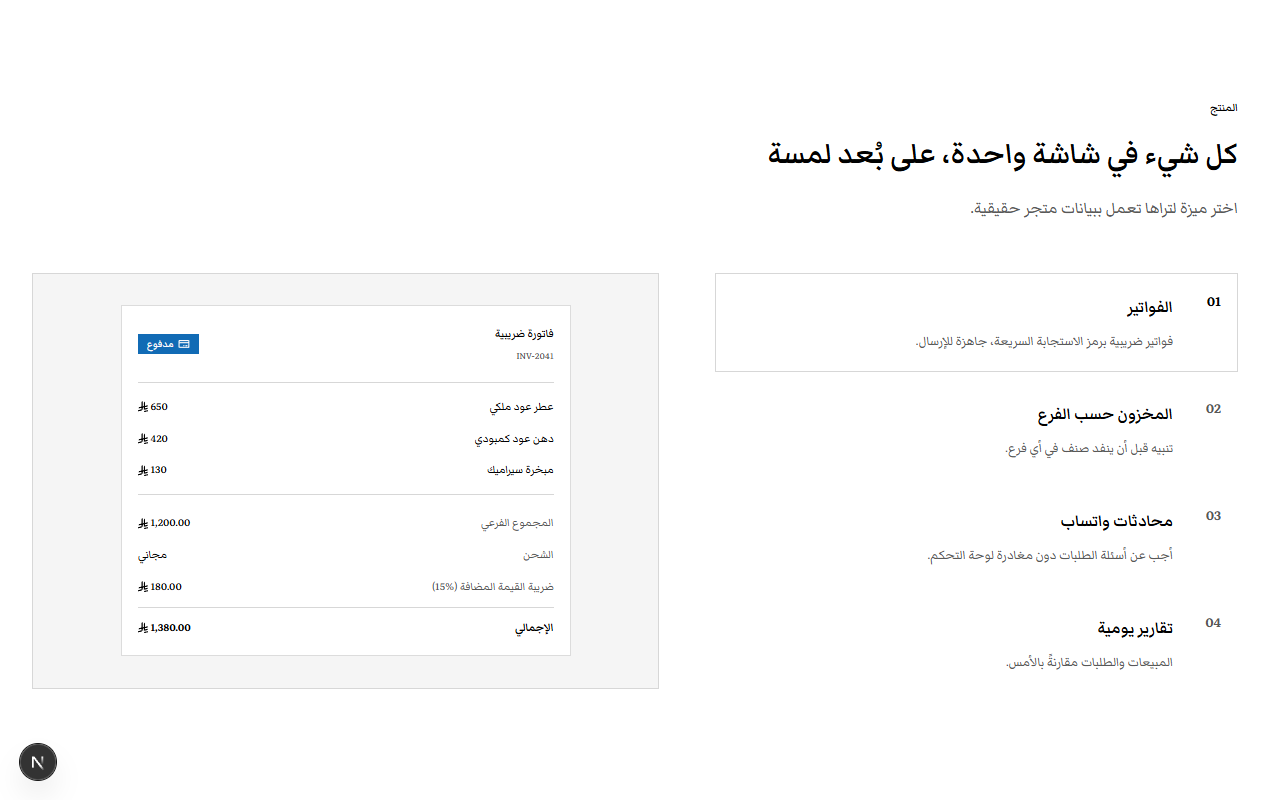 المنتج
كل شيء في شاشة واحدة، على بُعد لمسة
اختر ميزة لتراها تعمل ببيانات متجر حقيقية.
01
الفواتير
فواتير ضريبية برمز الاستجابة السريعة، جاهزة للإرسال.
02
المخزون حسب الفرع
تنبيه قبل أن ينفد صنف في أي فرع.
03
محادثات واتساب
أجب عن أسئلة الطلبات دون مغادرة لوحة التحكم.
04
تقارير يومية
المبيعات والطلبات مقارنةً بالأمس.
فاتورة ضريبية
INV-2041
مدفوع
عطر عود ملكي 650 ⃁
دهن عود كمبودي 420 ⃁
مبخرة سيراميك 130 ⃁
المجموع الفرعي 1,200.00 ⃁
الشحن مجاني
ضريبة القيمة المضافة (15%) 180.00 ⃁
الإجمالي 1,380.00 ⃁
N